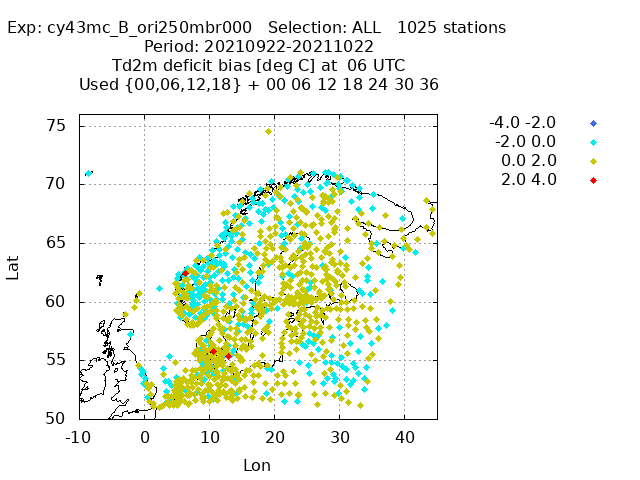 Exp: cy43mc_B_ori250mbr000   Selection: ALL   1025 stations
Period: 20210922-20211022
Td2m deficit bias [deg C] at  06 UTC
Used {00,06,12,18} + 00 06 12 18 24 30 36
-4.0 -2.0
-2.0 0.0
0.0 2.0
2.0 4.0
75
70
65
60
55
50
Lat
-10 0 10 20 30 40
Lon